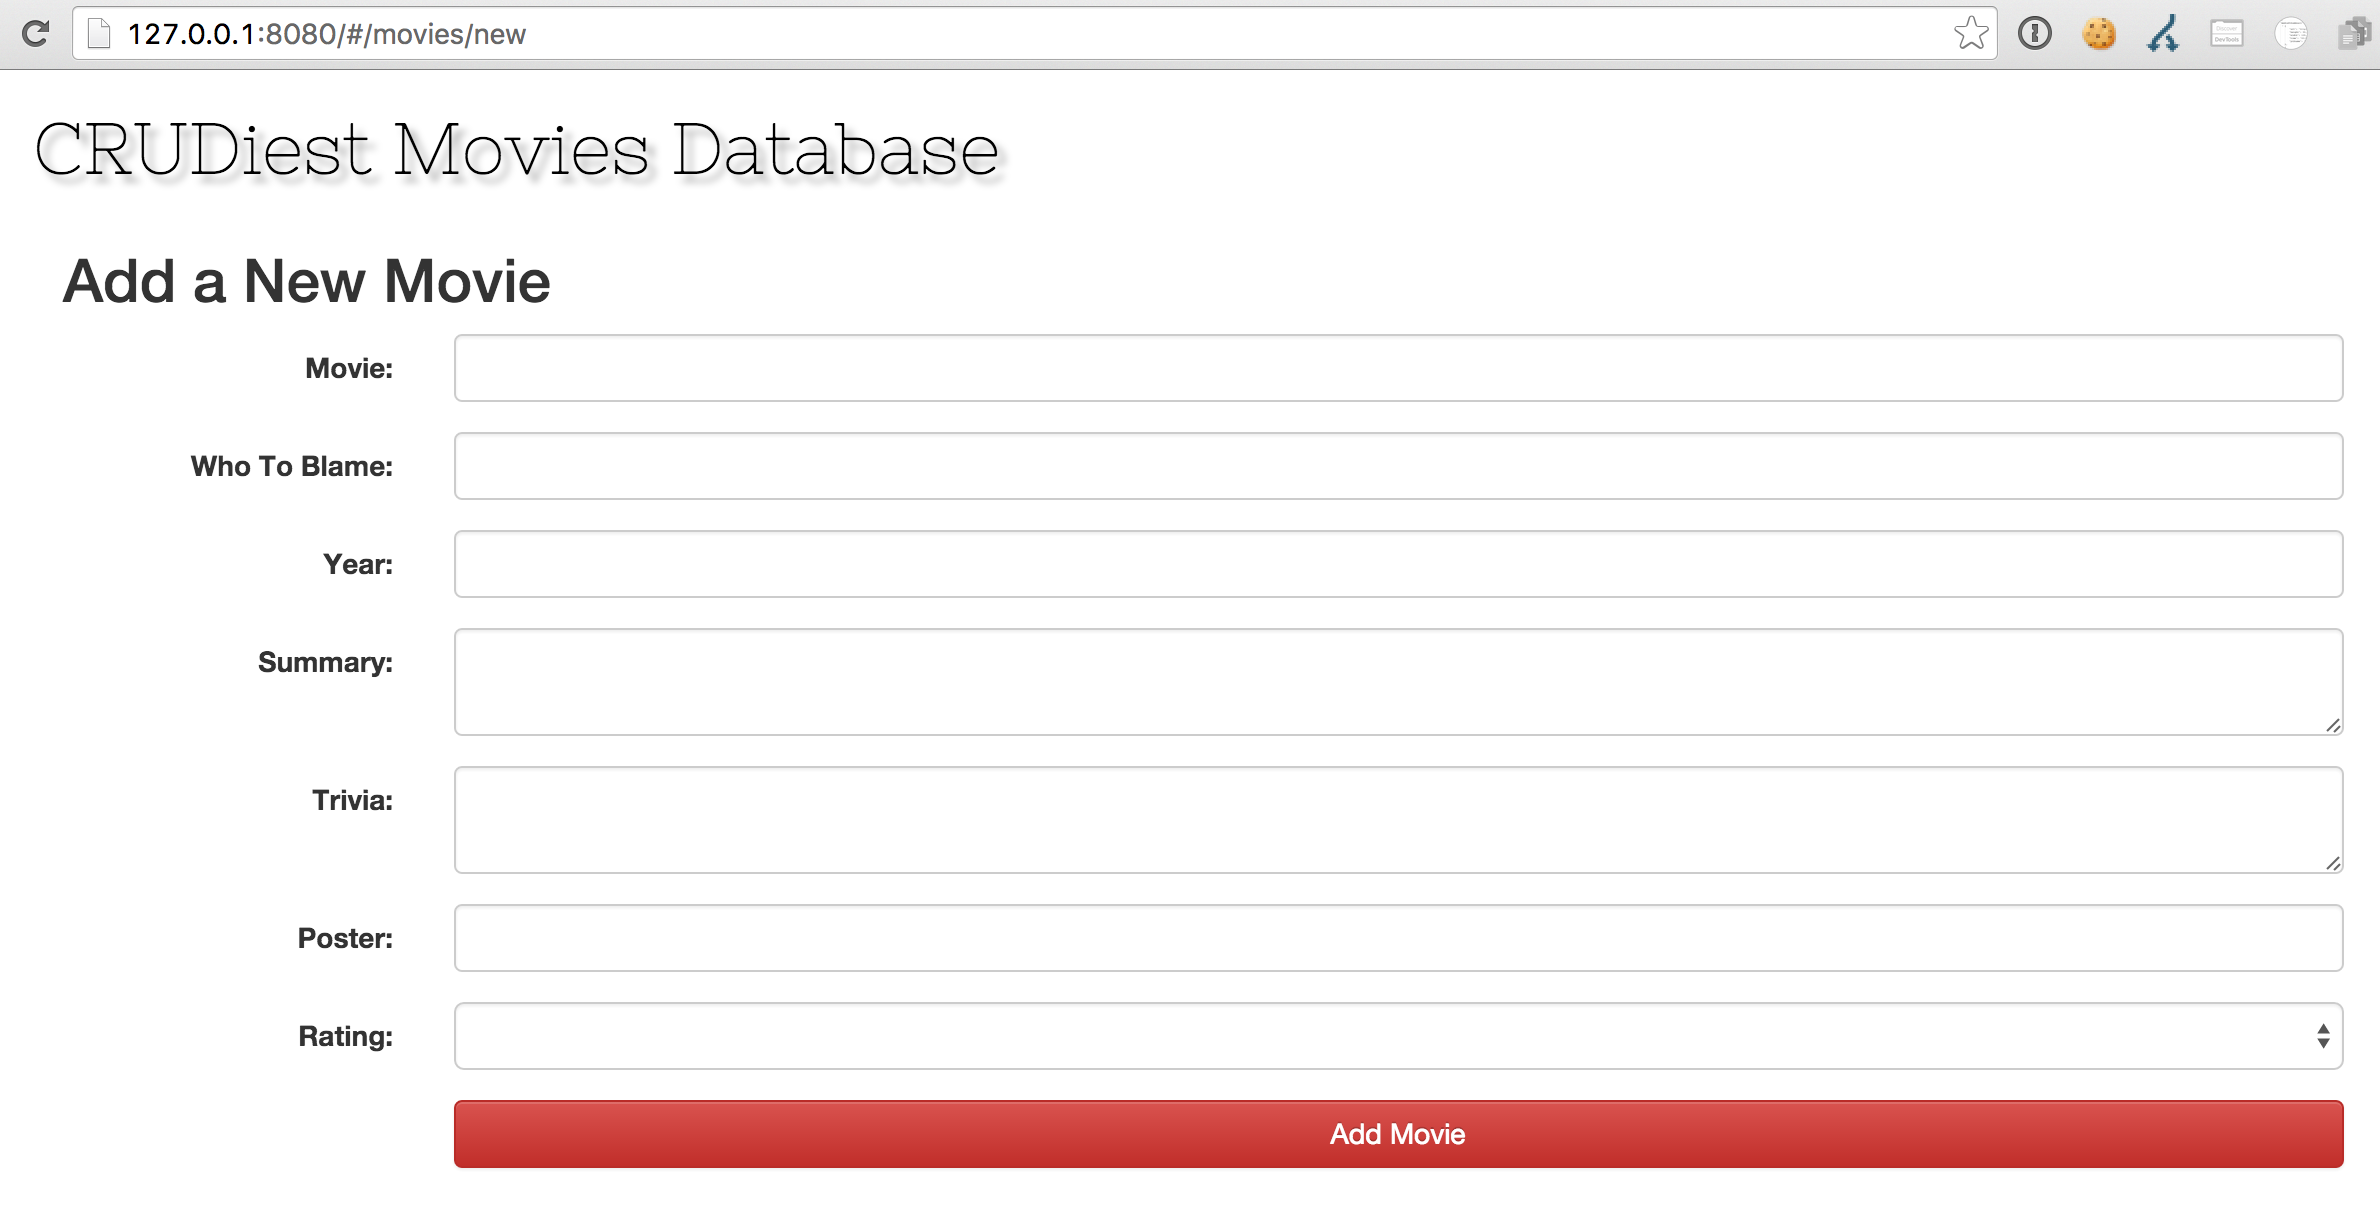 127.0.0.1:8080/#/movies/new
CRUDiest Movies Database
Add a New Movie
Movie:
Who To Blame:
Year:
Summary:
Trivia:
Poster:
Rating:
Add Movie